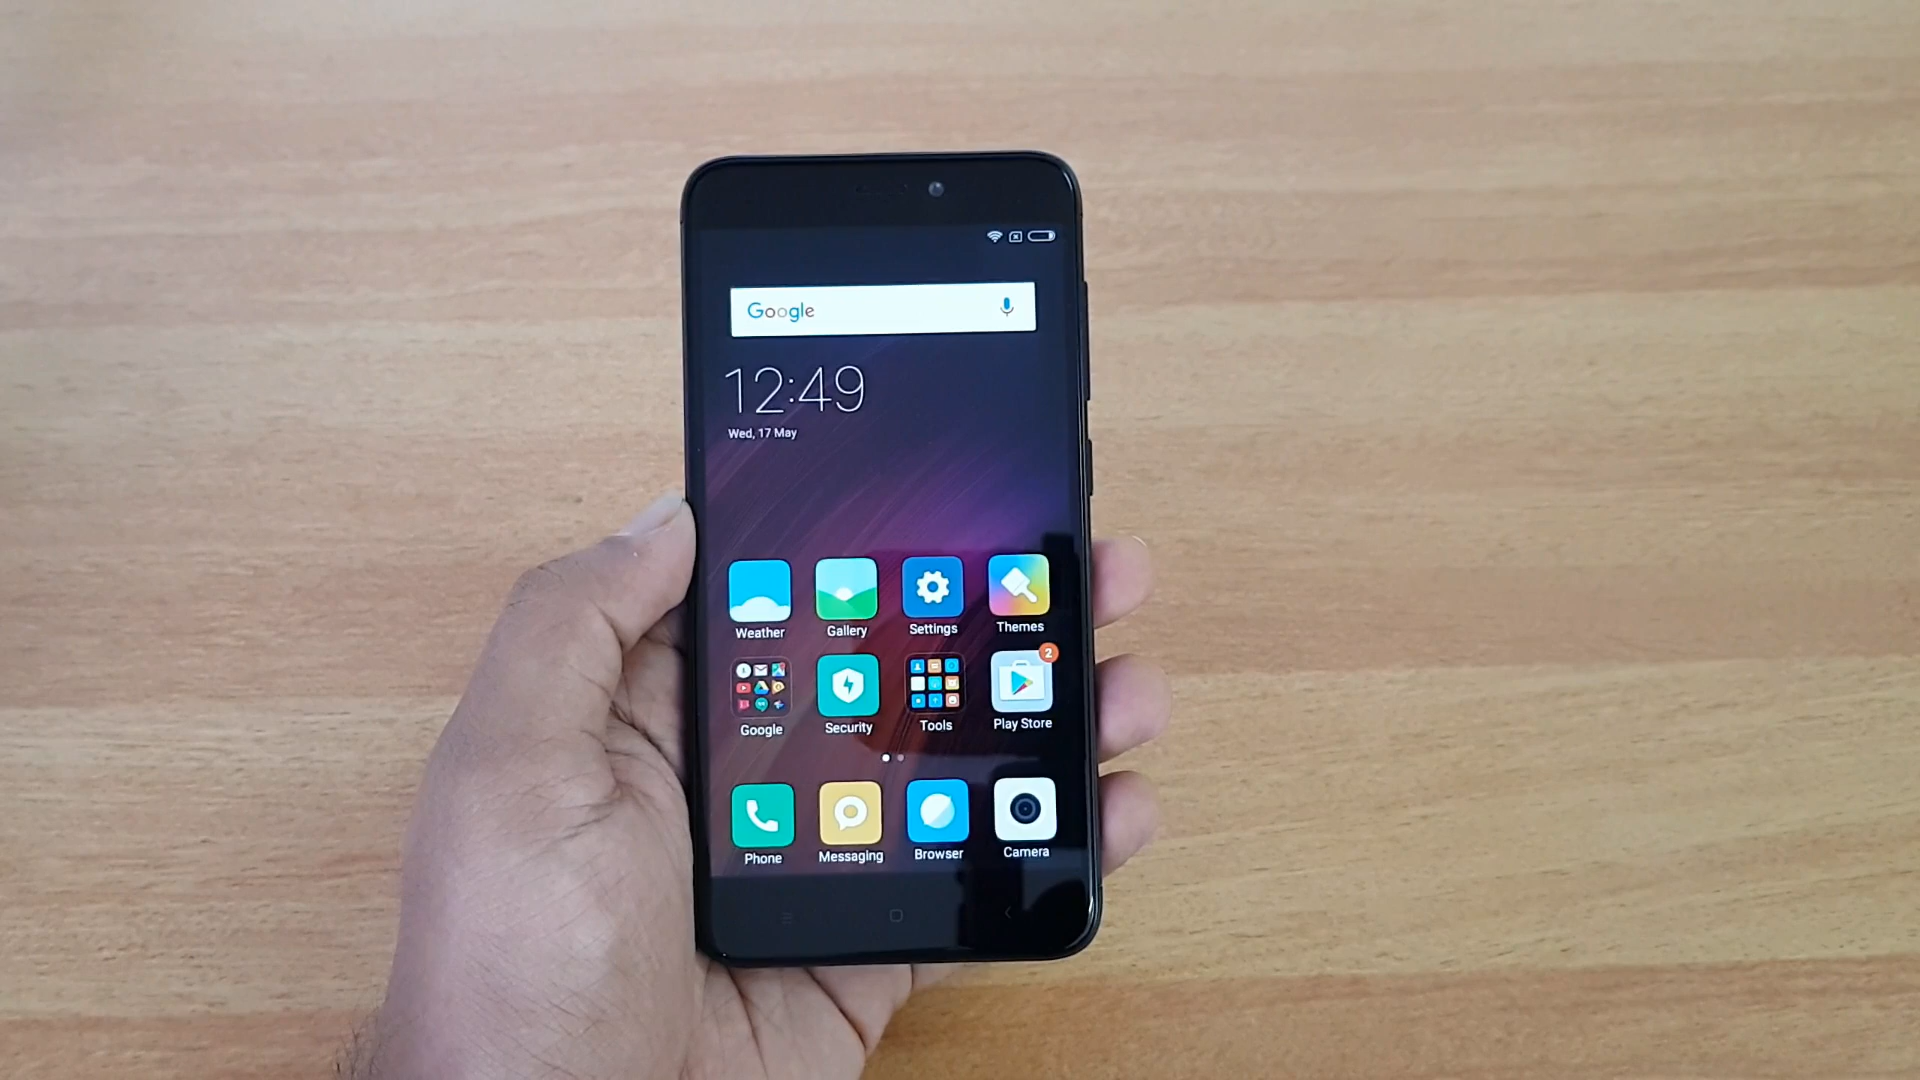 Google
12:49
Wed, 17 May
Weather Gallery Settings Themes
2
Google Security Tools Play Store
Phone Messaging Browser Camera